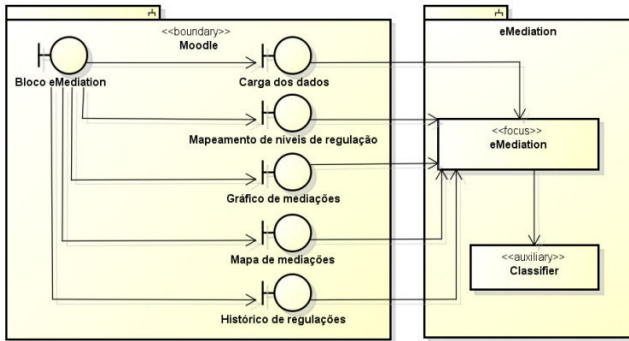 <<boundary>>
Moodle
Bloco eMediation
Carga dos dados
Mapeamento de níveis de regulação
Gráfico de mediações
Mapa de mediações
Histórico de regulações
eMediation
<<focus>>
eMediation
<<auxiliary>>
Classifier